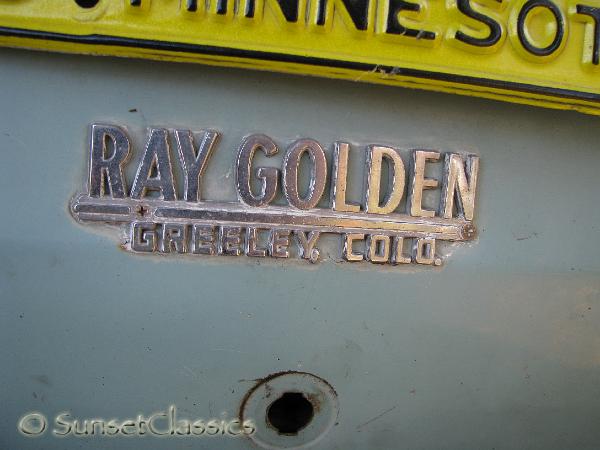 MINNESOT
RAY GOLDEN
GREELEY, COLO.
© SunsetClassics